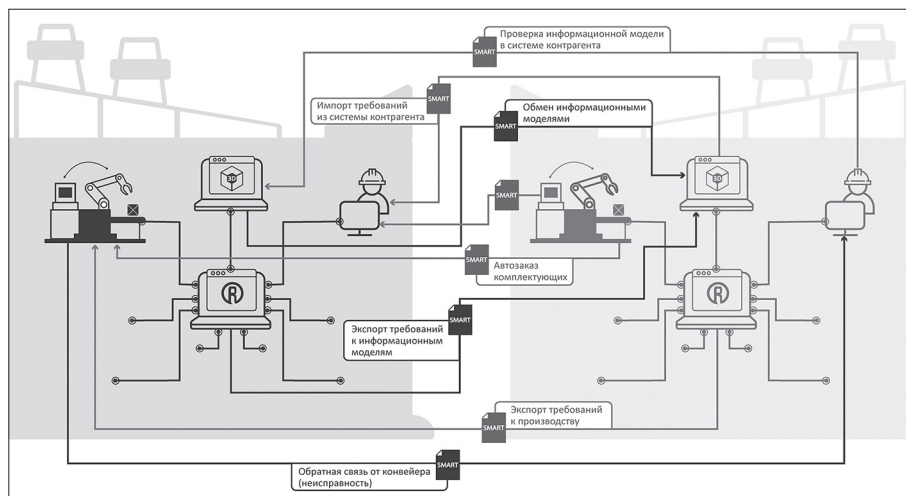 SMART
Проверка информационной модели
в системе контрагента
SMART
Импорт требований
из системы контрагента
SMART
Обмен информационными
моделями
3D
3D
SMART
SMART
Автозаказ
комплектующих
R
R
SMART
Экспорт требований
к информационным
моделям
SMART
Экспорт требований
к производству
SMART
Обратная связь от конвейера
(неисправность)